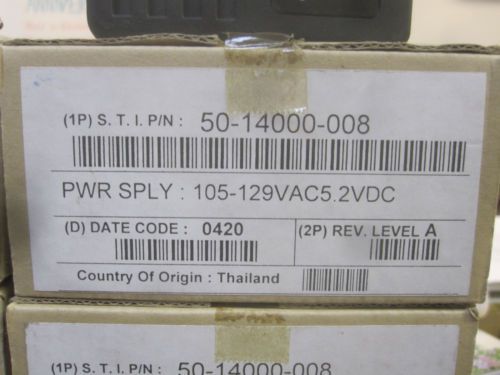 (1P) S. T. I. P/N : 50-14000-008
PWR SPLY : 105-129VAC5.2VDC
(D) DATE CODE : 0420
(2P) REV. LEVEL A
Country Of Origin : Thailand
(1P) S. T. I. P/N : 50-14000-008